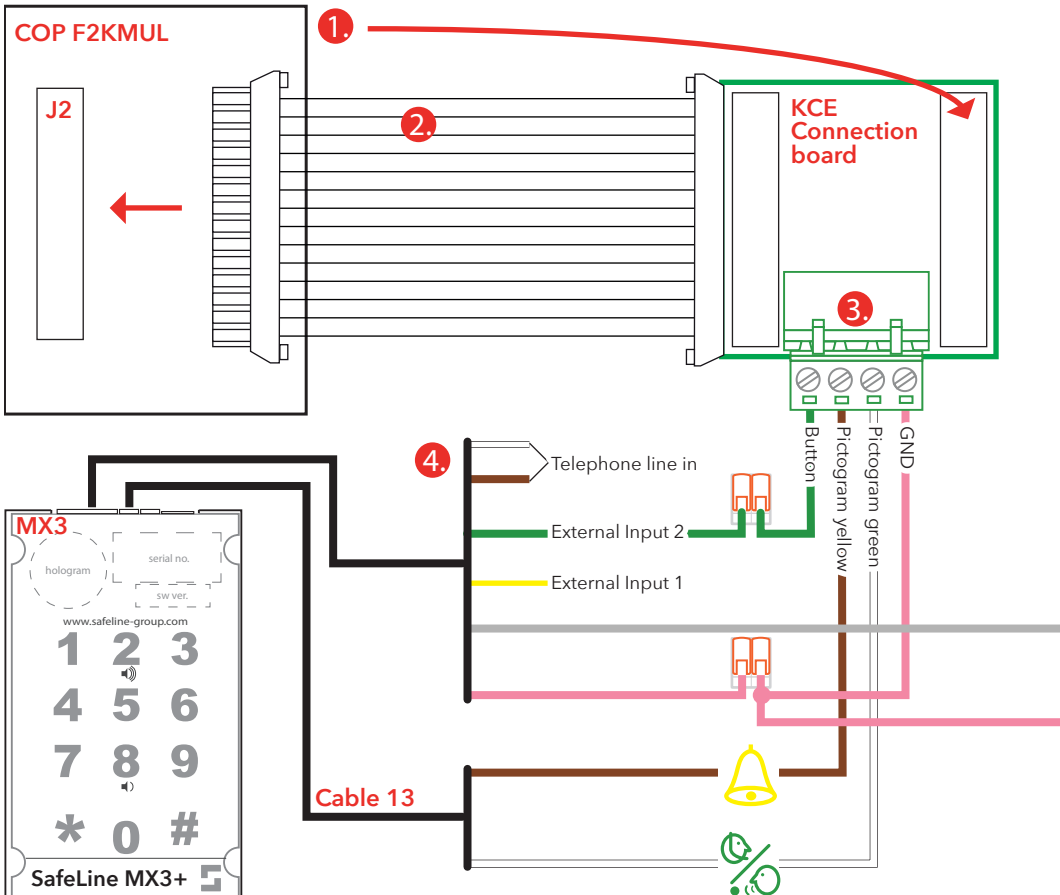 COP F2KMUL
1.
J2
2.
KCE
Connection
board
3.
Button
Pictogram yellow
Pictogram green
GND
4.
Telephone line in
External Input 2
External Input 1
MX3
hologram
serial no.
sw ver.
www.safeline-group.com
1 2 3
4 5 6
7 8 9
* 0 #
Cable 13
SafeLine MX3+